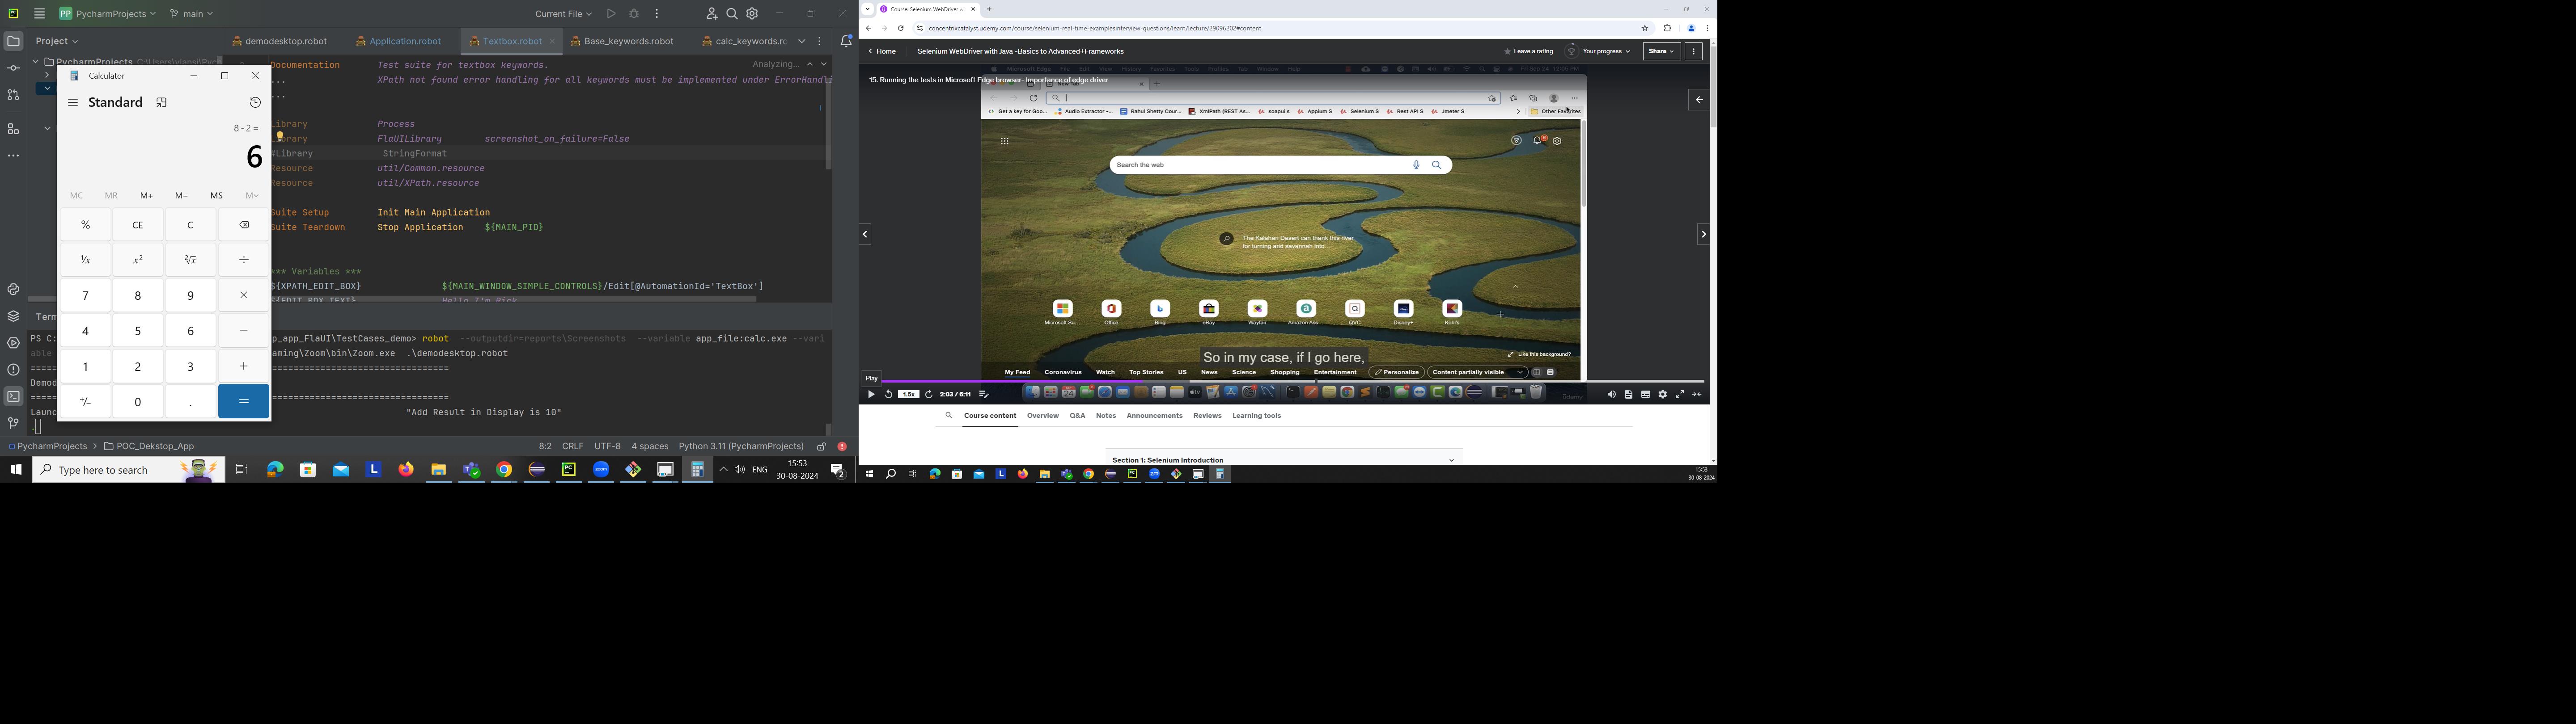 PP PycharmProjects
main
Current File
Project
demodesktop.robot
Application.robot
Textbox.robot
Base_keywords.robot
calc_keywords.ro
PycharmProjects
Documentation Test suite for textbox keywords.
Analyzing...
... XPath not found error handling for all keywords must be implemented under ErrorHandl
...
Library Process
Library FlaUILibrary screenshot_on_failure=False
#Library StringFormat
Resource util/Common.resource
Resource util/XPath.resource
Suite Setup Init Main Application
Suite Teardown Stop Application ${MAIN_PID}
*** Variables ***
${XPATH_EDIT_BOX} ${MAIN_WINDOW_SIMPLE_CONTROLS}/Edit[@AutomationId='TextBox']
Calculator
Standard
8 - 2 =
6
MC MR M+ M− MS M
% CE C
¹/x x² ²√x ÷
7 8 9 ×
4 5 6 −
1 2 3 +
+/− 0 . =
Term
PS C: p_app_FlaUI\TestCases_demo> robot --outputdir=reports\Screenshots --variable app_file:calc.exe --vari
able aming\Zoom\bin\Zoom.exe .\demodesktop.robot
Demod
Launc "Add Result in Display is 10"
.
PycharmProjects > POC_Dekstop_App
8:2 CRLF UTF-8 4 spaces Python 3.11 (PycharmProjects)
Type here to search
ENG
15:53
30-08-2024
2
Course: Selenium WebDriver w
concentrixcatalyst.udemy.com/course/selenium-real-time-examplesinterview-questions/learn/lecture/29096202#content
Home
Selenium WebDriver with Java -Basics to Advanced+Frameworks
Leave a rating
Your progress
Share
15. Running the tests in Microsoft Edge browser- Importance of edge driver
Get a key for Goo...
Audio Extractor -...
Rahul Shetty Cour...
XmlPath (REST As...
soapui s
Appium S
Selenium S
Rest API S
Jmeter S
Other Favorites
Search the web
The Kalahari Desert can thank this river
for turning and savannah into
Microsoft Su...
Office
Bing
eBay
Wayfair
Amazon Ass
QVC
Disney+
Kohl's
Like this background?
So in my case, if I go here,
My Feed
Coronavirus
Watch
Top Stories
US
News
Science
Shopping
Entertainment
Personalize
Content partially visible
Play
1.5x
2:03 / 6:11
Course content
Overview
Q&A
Notes
Announcements
Reviews
Learning tools
Section 1: Selenium Introduction
15:53
30-08-2024